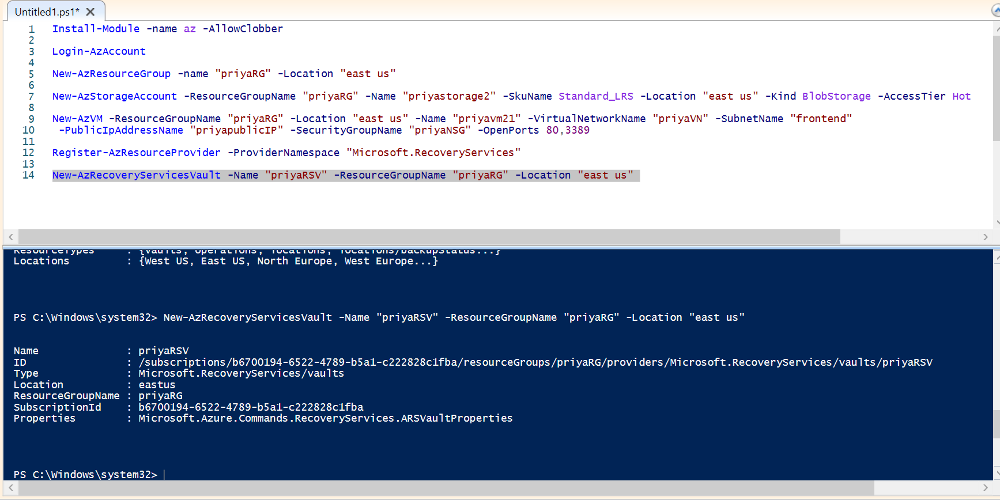 Untitled1.ps1* X
1 Install-Module -name az -AllowClobber
2
3 Login-AzAccount
4
5 New-AzResourceGroup -name "priyaRG" -Location "east us"
6
7 New-AzStorageAccount -ResourceGroupName "priyaRG" -Name "priyastorage2" -SkuName Standard_LRS -Location "east us" -Kind BlobStorage -AccessTier Hot
8
9 New-AzVM -ResourceGroupName "priyaRG" -Location "east us" -Name "priyavm21" -VirtualNetworkName "priyaVN" -SubnetName "frontend"
10 -PublicIpAddressName "priyapublicIP" -SecurityGroupName "priyaNSG" -OpenPorts 80,3389
11
12 Register-AzResourceProvider -ProviderNamespace "Microsoft.RecoveryServices"
13
14 New-AzRecoveryServicesVault -Name "priyaRSV" -ResourceGroupName "priyaRG" -Location "east us"
ResourceTypes : {vaults, operations, locations, locations/backupStatus...}
Locations : {West US, East US, North Europe, West Europe...}
PS C:\Windows\system32> New-AzRecoveryServicesVault -Name "priyaRSV" -ResourceGroupName "priyaRG" -Location "east us"
Name : priyaRSV
ID : /subscriptions/b6700194-6522-4789-b5a1-c222828c1fba/resourceGroups/priyaRG/providers/Microsoft.RecoveryServices/vaults/priyaRSV
Type : Microsoft.RecoveryServices/vaults
Location : eastus
ResourceGroupName : priyaRG
SubscriptionId : b6700194-6522-4789-b5a1-c222828c1fba
Properties : Microsoft.Azure.Commands.RecoveryServices.ARSVaultProperties
PS C:\Windows\system32>